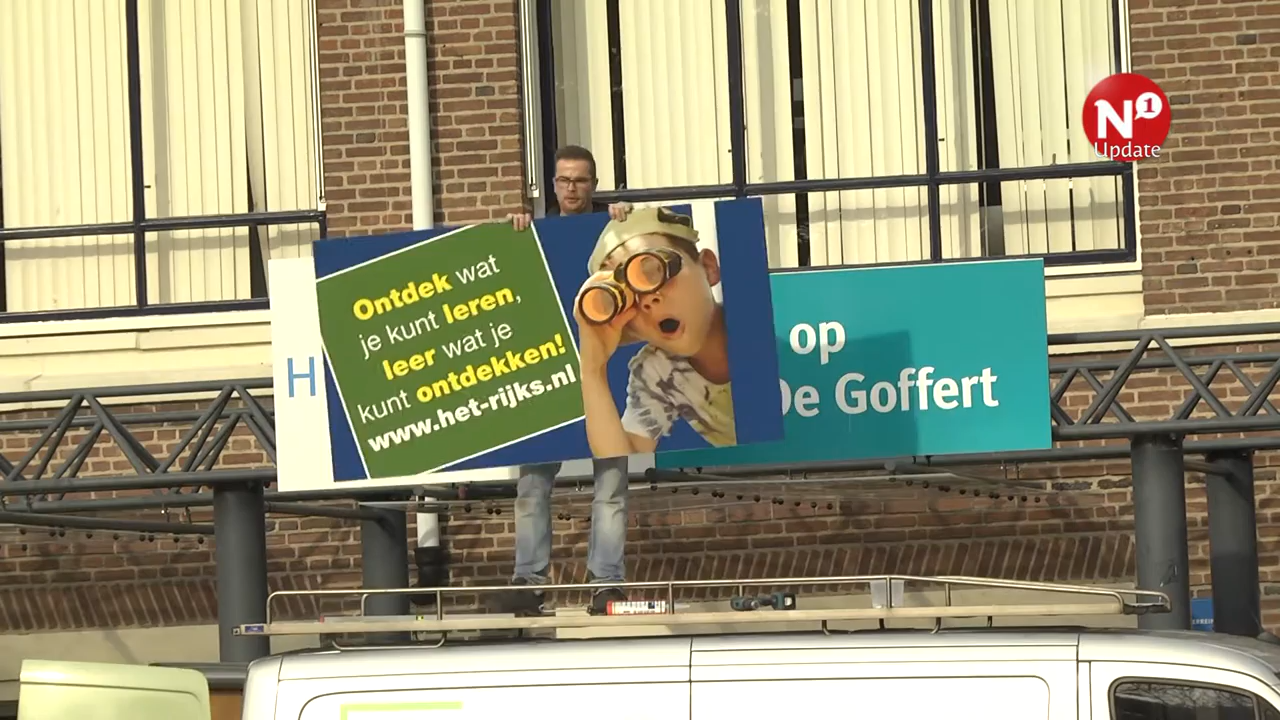 N1
Update
Ontdek wat
je kunt leren,
leer wat je
kunt ontdekken!
www.het-rijks.nl
H
op
De Goffert